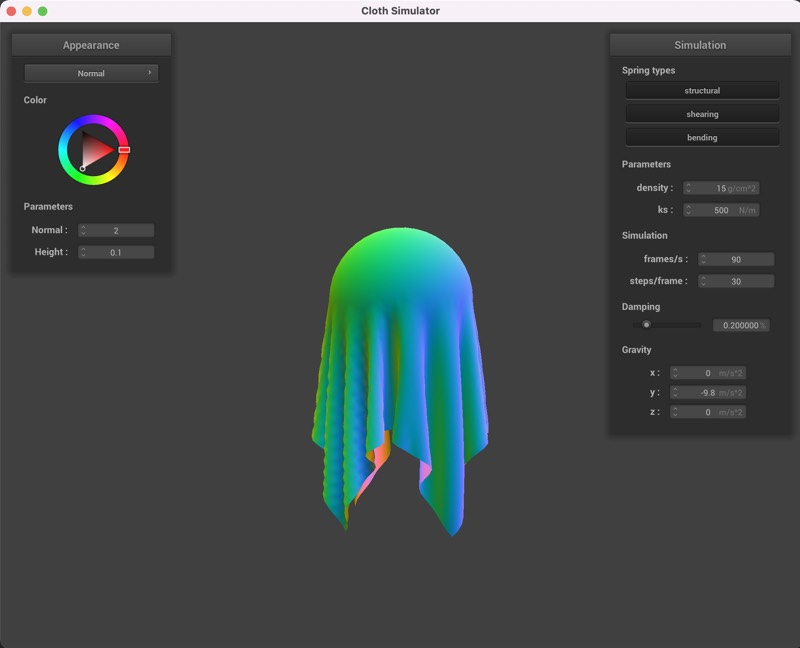 Cloth Simulator
Appearance
Normal
Color
Parameters
Normal : 2
Height : 0.1
Simulation
Spring types
structural
shearing
bending
Parameters
density : 15 g/cm^2
ks : 500 N/m
Simulation
frames/s : 90
steps/frame : 30
Damping
0.200000 %
Gravity
x : 0 m/s^2
y : -9.8 m/s^2
z : 0 m/s^2